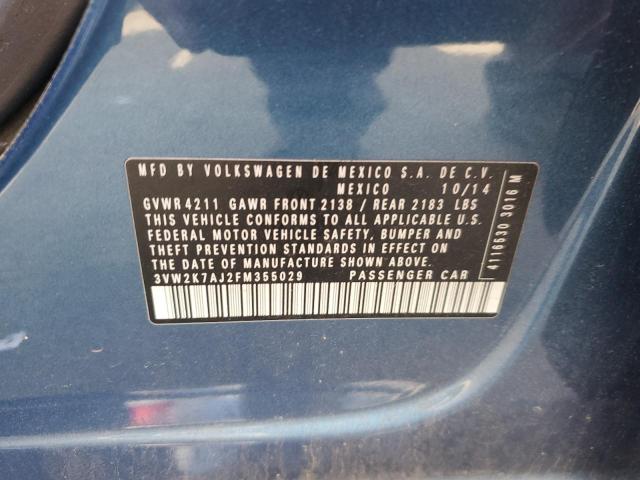 MFD BY VOLKSWAGEN DE MEXICO S.A. DE C.V.
MEXICO 10/14
GVWR 4211 GAWR FRONT 2138 / REAR 2183 LBS
THIS VEHICLE CONFORMS TO ALL APPLICABLE U.S.
FEDERAL MOTOR VEHICLE SAFETY, BUMPER AND
THEFT PREVENTION STANDARDS IN EFFECT ON
THE DATE OF MANUFACTURE SHOWN ABOVE.
3VW2K7AJ2FM355029 PASSENGER CAR
4116530 3016 M